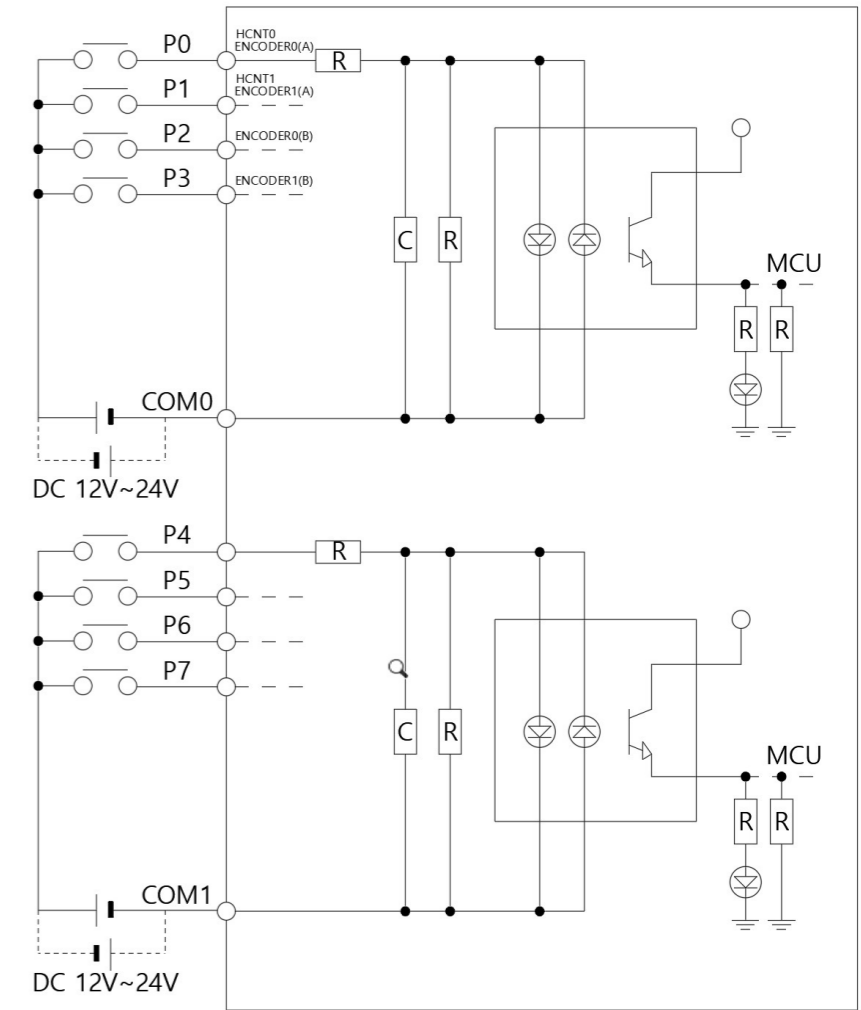 HCNT0
P0
ENCODER0(A)
R
HCNT1
P1
ENCODER1(A)
P2
ENCODER0(B)
P3
ENCODER1(B)
C
R
MCU
R
R
COM0
DC 12V~24V
P4
R
P5
P6
P7
C
R
MCU
R
R
COM1
DC 12V~24V